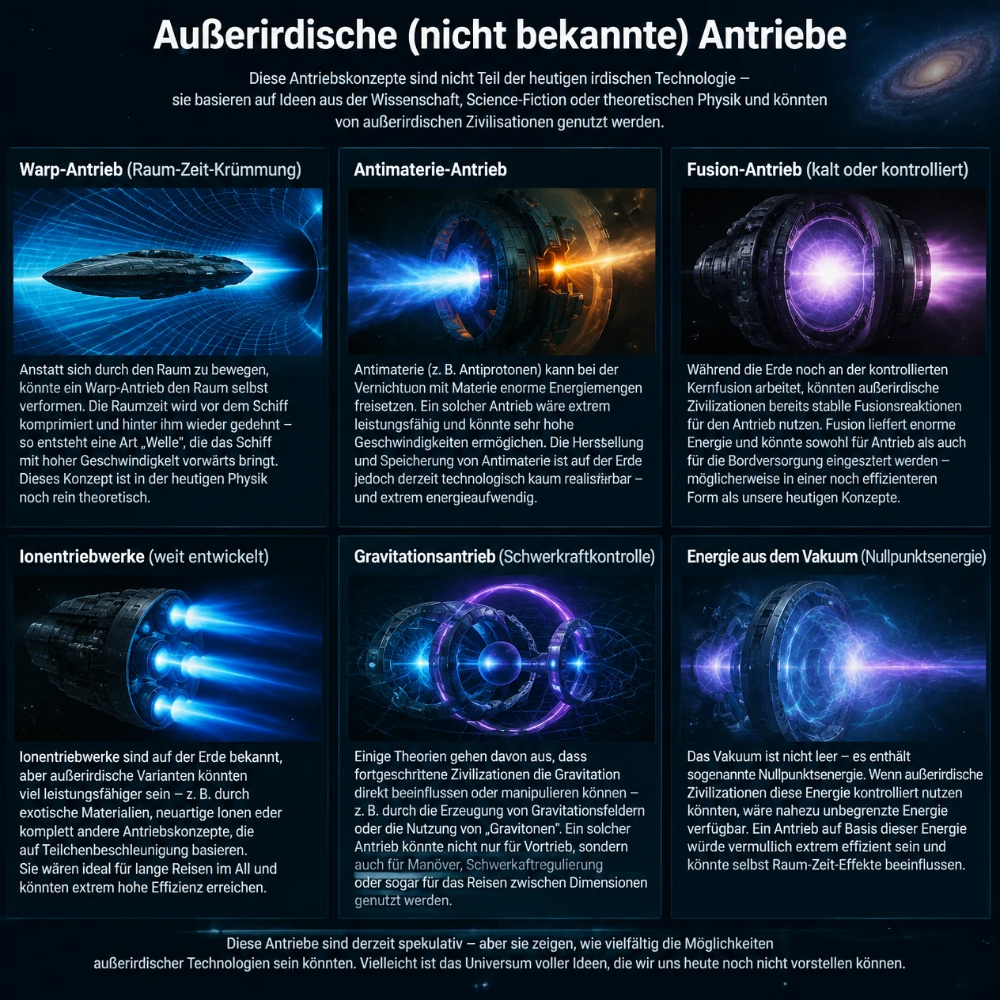 Außerirdische (nicht bekannte) Antriebe
Diese Antriebskonzepte sind nicht Teil der heutigen irdischen Technologie –
sie basieren auf Ideen aus der Wissenschaft, Science-Fiction oder theoretischen Physik und könnten
von außerirdischen Zivilisationen genutzt werden.
Warp-Antrieb (Raum-Zeit-Krümmung)
Anstatt sich durch den Raum zu bewegen,
könnte ein Warp-Antrieb den Raum selbst
verformen. Die Raumzeit wird vor dem Schiff
komprimiert und hinter ihm wieder gedehnt –
so entsteht eine Art „Welle", die das Schiff
mit hoher Geschwindigkelt vorwärts bringt.
Dieses Konzept ist in der heutigen Physik
noch rein theoretisch.
Antimaterie-Antrieb
Antimaterie (z. B. Antiprotonen) kann bei der
Vernichtuon mit Materie enorme Energiemengen
freisetzen. Ein solcher Antrieb wäre extrem
leistungsfähig und könnte sehr hohe
Geschwindigkeiten ermögichen. Die Herstellung
und Speicherung von Antimaterie ist auf der Erde
jedoch derzeit technologisch kaum realisirbar –
und extrem energieaufwendig.
Fusion-Antrieb (kalt oder kontrolliert)
Während die Erde noch an der kontrollierten
Kernfusion arbeitet, könnten außerirdische
Zivilizationen bereits stablle Fusionsreaktionen
für den Antrieb nutzen. Fusion lieffert enorme
Energie und könnte sowohl für Antrieb als auch
für die Bordversorgung eingesztert werden –
möglicherweise in einer noch effizienteren
Form als unsere heutigen Konzepte.
Ionentriebwerke (weit entwickelt)
Ionentriebwerke sind auf der Erde bekannt,
aber außerirdische Varianten könnten
viel leistungsfähiger sein – z. B. durch
exotische Materialien, neuartige Ionen eder
komplett andere Antriebskonzepte, die
auf Teilchenbeschleunigung basieren.
Sie wären ideal für lange Reisen im All und
könnten extrem hohe Effizienz erreichen.
Gravitationsantrieb (Schwerkraftkontrolle)
Einige Theorien gehen davon aus, dass
fortgeschrittene Zivilizationen die Gravitation
direkt beeinflussen oder manipulieren können –
z. B. durch die Erzeugung von Gravitationsfeldern
oder die Nutzung von „Gravitonen". Ein solcher
Antrieb könnte nicht nur für Vortrieb, sondern
auch für Manöver, Schwerkaftregulierung
oder sogar für das Reisen zwischen Dimensionen
genutzt werden.
Energie aus dem Vakuum (Nullpunktsenergie)
Das Vakuum ist nicht leer – es enthält
sogenannte Nullpunktsenergie. Wenn außerirdische
Zivilizationen diese Energie kontrolliert nutzen
könnten, wäre nahezu unbegrenzte Energie
verfügbar. Ein Antrieb auf Basis dieser Energie
würde vermullich extrem effizient sein und
könnte selbst Raum-Zeit-Effekte beeinflussen.
Diese Antriebe sind derzeit spekulativ – aber sie zeigen, wie vielfältig die Möglichkeiten
außerirdischer Technologien sein könnten. Vielleicht ist das Universum voller Ideen, die wir uns heute noch nicht vorstellen können.